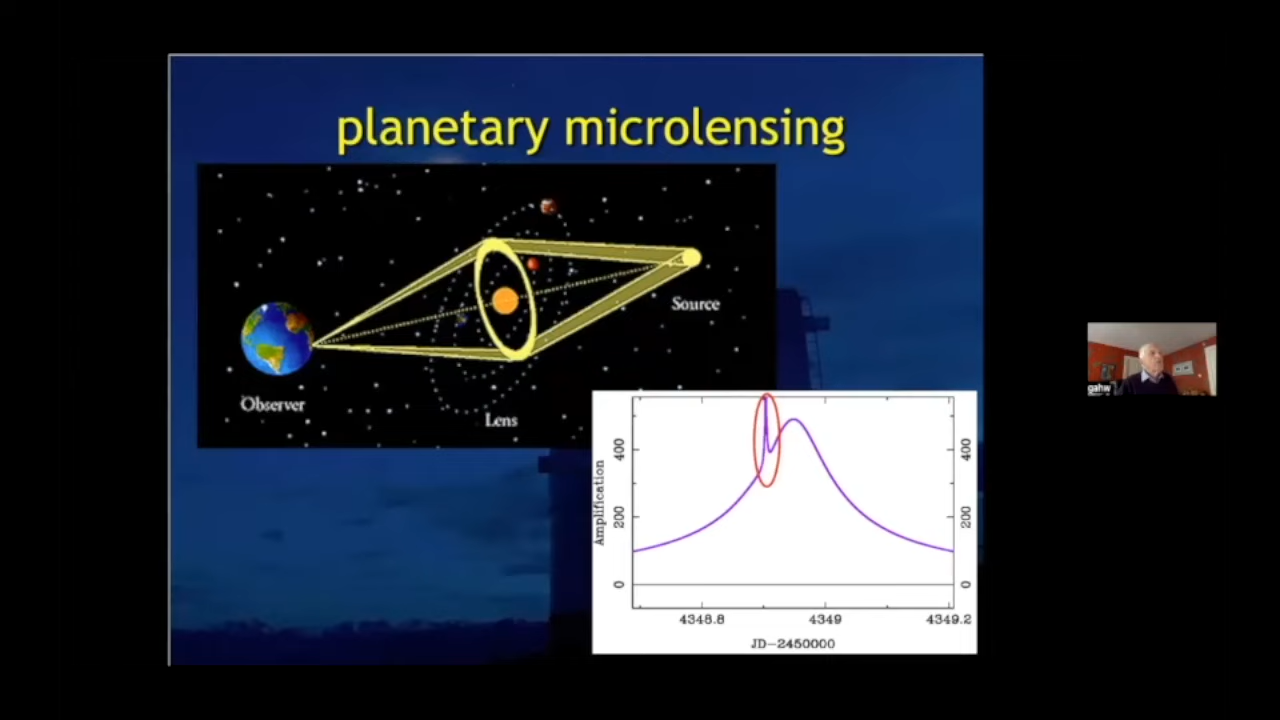 planetary microlensing
Source
Observer
Lens
Amplification
400
200
0
400
200
0
4348.8
4349
4349.2
JD-2450000
gahw